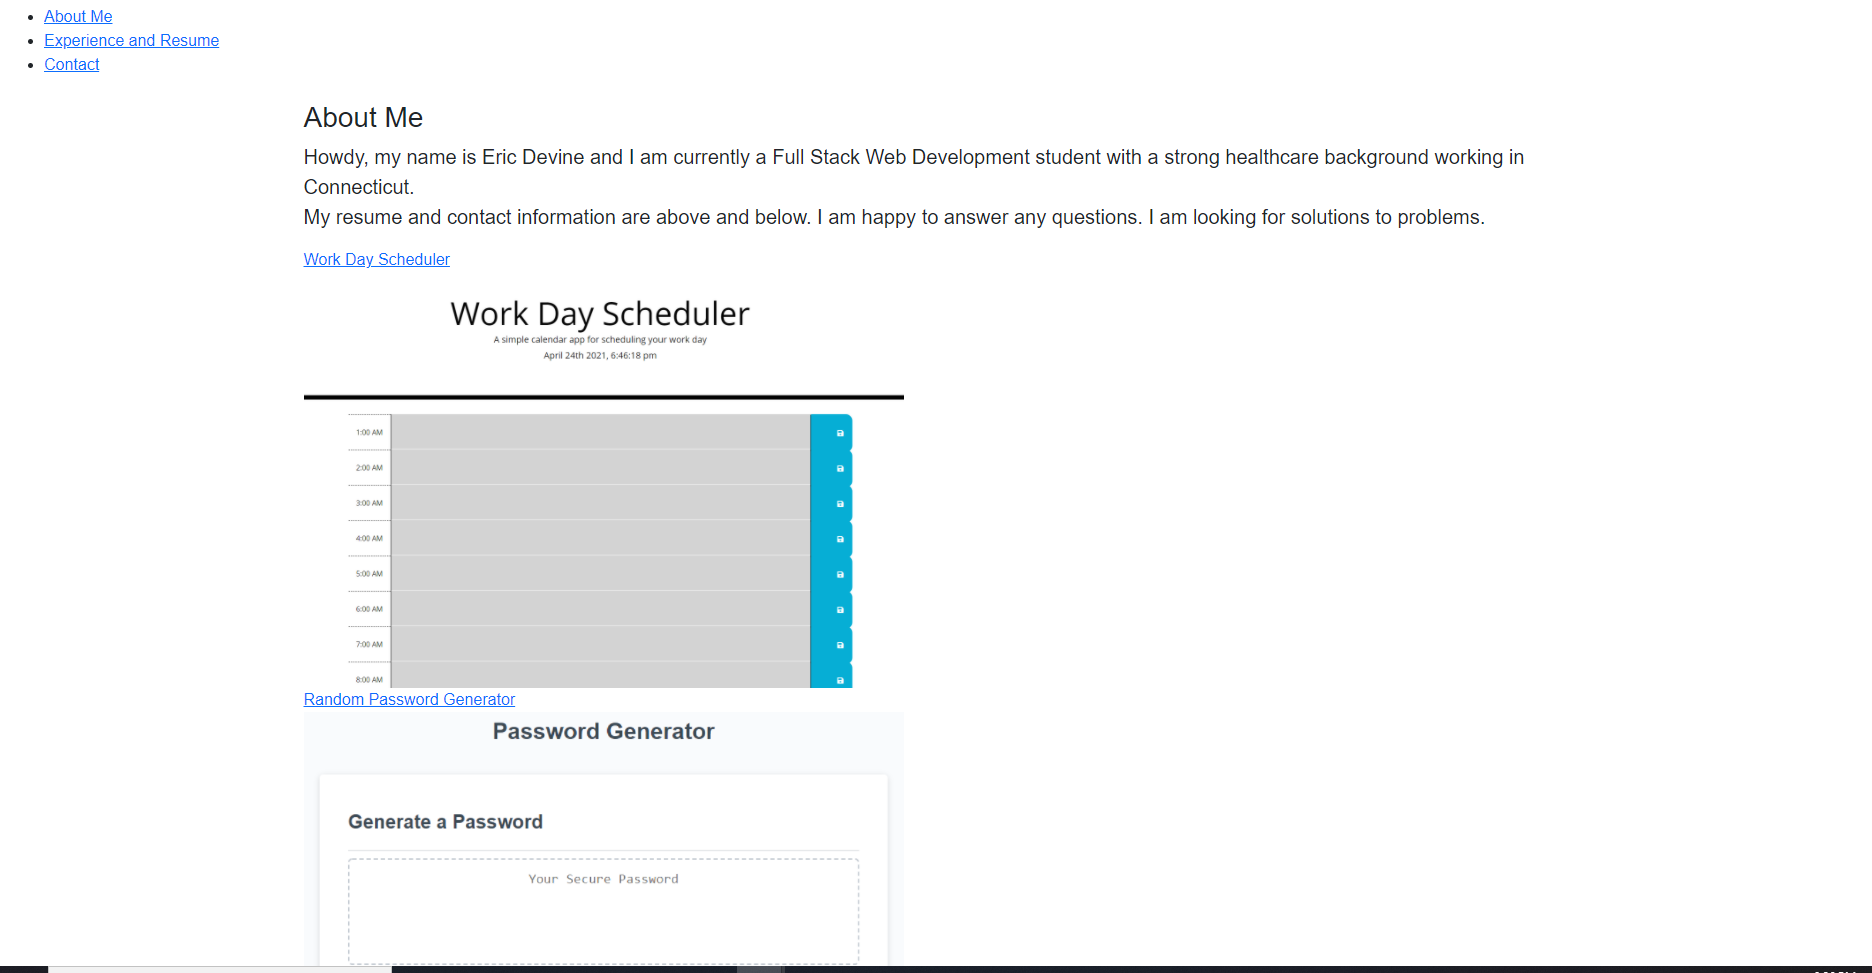 About Me
Experience and Resume
Contact
About Me
Howdy, my name is Eric Devine and I am currently a Full Stack Web Development student with a strong healthcare background working in
Connecticut.
My resume and contact information are above and below. I am happy to answer any questions. I am looking for solutions to problems.
Work Day Scheduler
Work Day Scheduler
A simple calendar app for scheduling your work day
April 24th 2021, 6:46:18 pm
1:00 AM
2:00 AM
3:00 AM
4:00 AM
5:00 AM
6:00 AM
7:00 AM
8:00 AM
Random Password Generator
Password Generator
Generate a Password
Your Secure Password